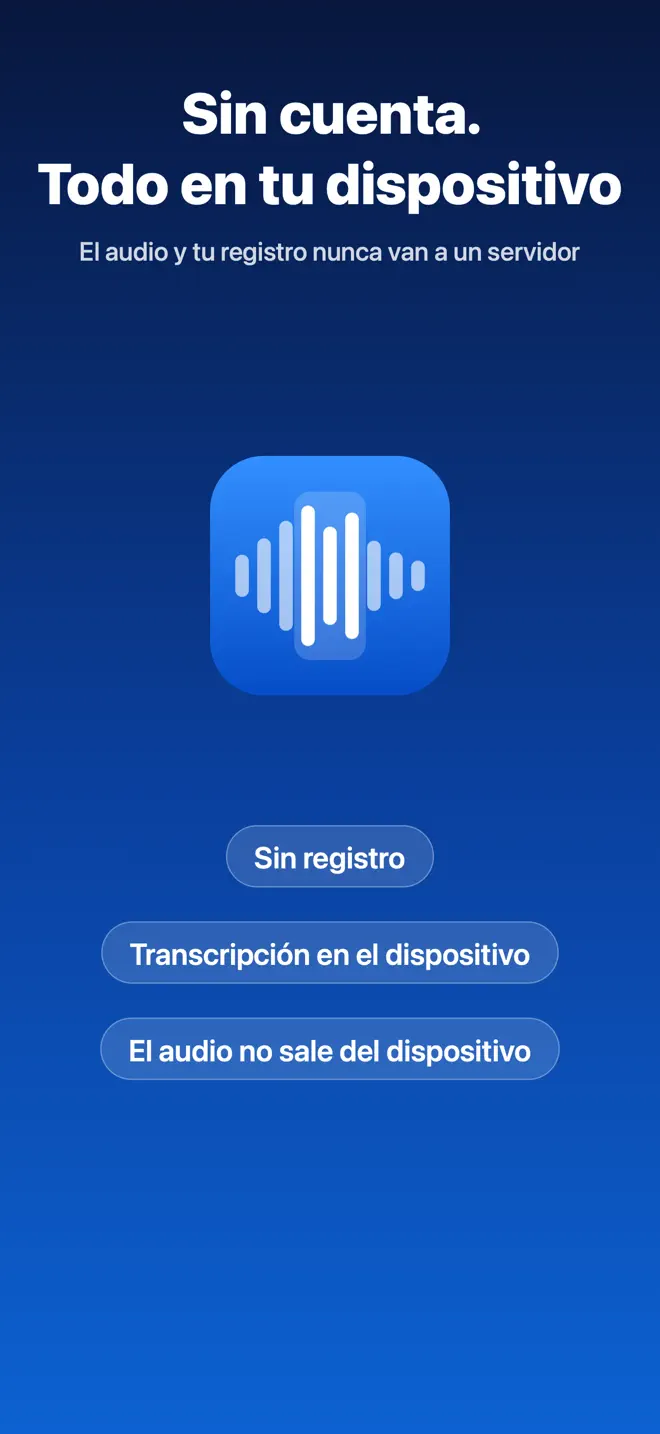 Sin cuenta.
Todo en tu dispositivo
El audio y tu registro nunca van a un servidor
Sin registro
Transcripción en el dispositivo
El audio no sale del dispositivo